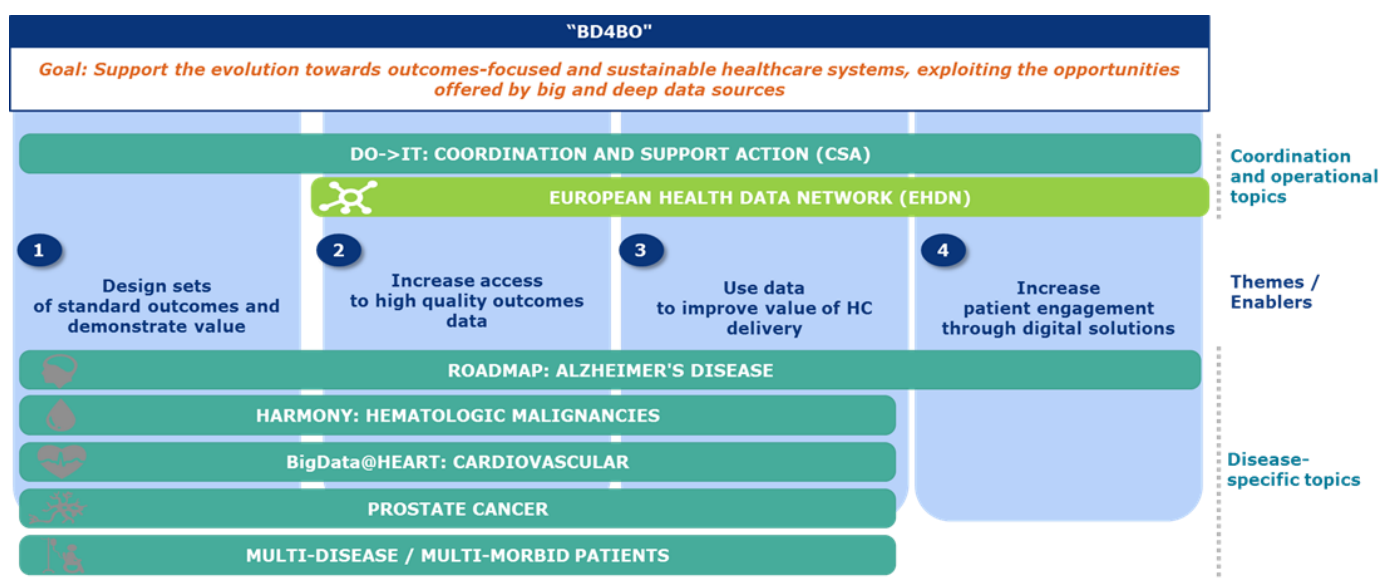 “BD4BO"
Goal: Support the evolution towards outcomes-focused and sustainable healthcare systems, exploiting the opportunities
offered by big and deep data sources
DO->IT: COORDINATION AND SUPPORT ACTION (CSA)
EUROPEAN HEALTH DATA NETWORK (EHDN)
Coordination
and operational
topics
1
Design sets
of standard outcomes and
demonstrate value
2
Increase access
to high quality outcomes
data
3
Use data
to improve value of HC
delivery
4
Increase
patient engagement
through digital solutions
Themes /
Enablers
ROADMAP: ALZHEIMER'S DISEASE
HARMONY: HEMATOLOGIC MALIGNANCIES
BigData@HEART: CARDIOVASCULAR
PROSTATE CANCER
MULTI-DISEASE / MULTI-MORBID PATIENTS
Disease-
specific topics